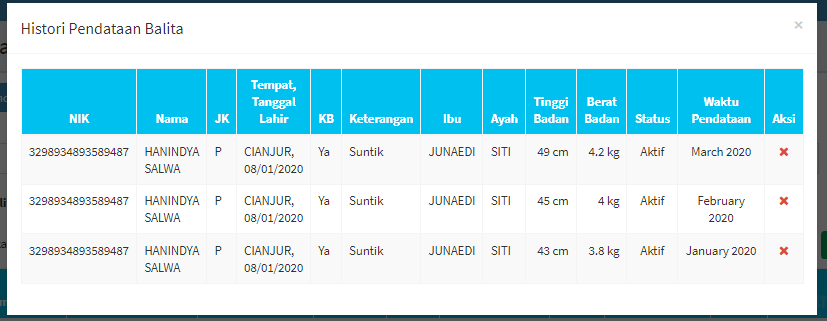 Histori Pendataan Balita ×
NIK Nama JK Tempat, Tanggal Lahir KB Keterangan Ibu Ayah Tinggi Badan Berat Badan Status Waktu Pendataan Aksi
3298934893589487 HANINDYA SALWA P CIANJUR, 08/01/2020 Ya Suntik JUNAEDI SITI 49 cm 4.2 kg Aktif March 2020
3298934893589487 HANINDYA SALWA P CIANJUR, 08/01/2020 Ya Suntik JUNAEDI SITI 45 cm 4 kg Aktif February 2020
3298934893589487 HANINDYA SALWA P CIANJUR, 08/01/2020 Ya Suntik JUNAEDI SITI 43 cm 3.8 kg Aktif January 2020